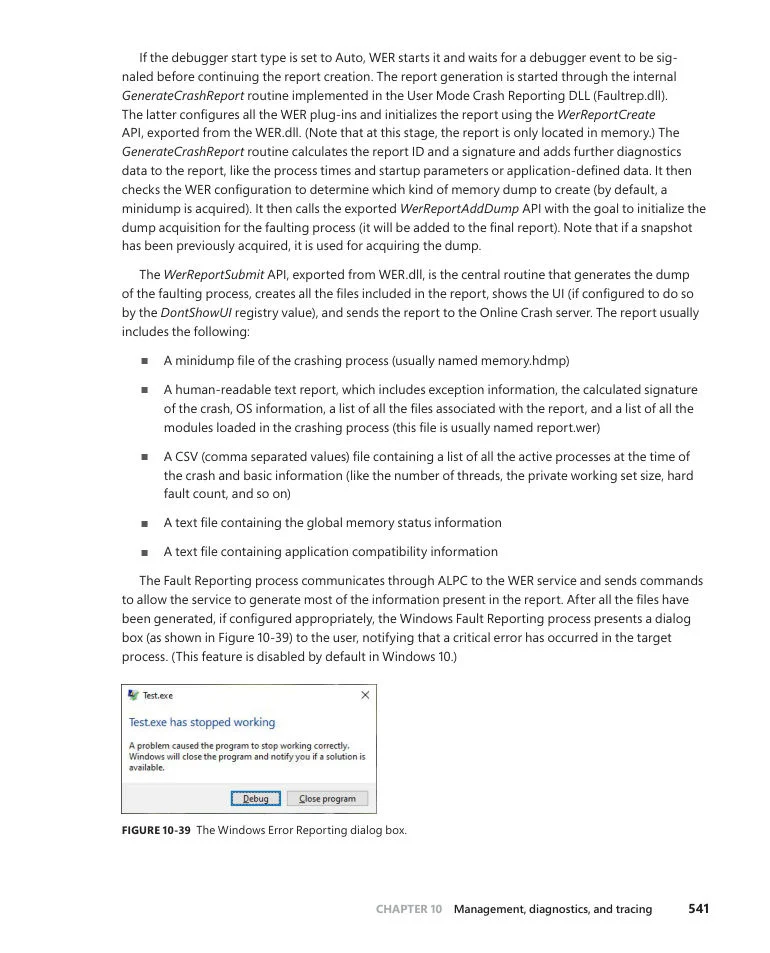 If the debugger start type is set to Auto, WER starts it and waits for a debugger event to be sig-
naled before continuing the report creation. The report generation is started through the internal
GenerateCrashReport routine implemented in the User Mode Crash Reporting DLL (Faultrep.dll).
The latter configures all the WER plug-ins and initializes the report using the WerReportCreate
API, exported from the WER.dll. (Note that at this stage, the report is only located in memory.) The
GenerateCrashReport routine calculates the report ID and a signature and adds further diagnostics
data to the report, like the process times and startup parameters or application-defined data. It then
checks the WER configuration to determine which kind of memory dump to create (by default, a
minidump is acquired). It then calls the exported WerReportAddDump API with the goal to initialize the
dump acquisition for the faulting process (it will be added to the final report). Note that if a snapshot
has been previously acquired, it is used for acquiring the dump.
The WerReportSubmit API, exported from WER.dll, is the central routine that generates the dump
of the faulting process, creates all the files included in the report, shows the UI (if configured to do so
by the DontShowUI registry value), and sends the report to the Online Crash server. The report usually
includes the following:
■ A minidump file of the crashing process (usually named memory.hdmp)
■ A human-readable text report, which includes exception information, the calculated signature
of the crash, OS information, a list of all the files associated with the report, and a list of all the
modules loaded in the crashing process (this file is usually named report.wer)
■ A CSV (comma separated values) file containing a list of all the active processes at the time of
the crash and basic information (like the number of threads, the private working set size, hard
fault count, and so on)
■ A text file containing the global memory status information
■ A text file containing application compatibility information
The Fault Reporting process communicates through ALPC to the WER service and sends commands
to allow the service to generate most of the information present in the report. After all the files have
been generated, if configured appropriately, the Windows Fault Reporting process presents a dialog
box (as shown in Figure 10-39) to the user, notifying that a critical error has occurred in the target
process. (This feature is disabled by default in Windows 10.)
Test.exe
Test.exe has stopped working
A problem caused the program to stop working correctly.
Windows will close the program and notify you if a solution is
available.
Debug Close program
FIGURE 10-39 The Windows Error Reporting dialog box.
CHAPTER 10 Management, diagnostics, and tracing 541